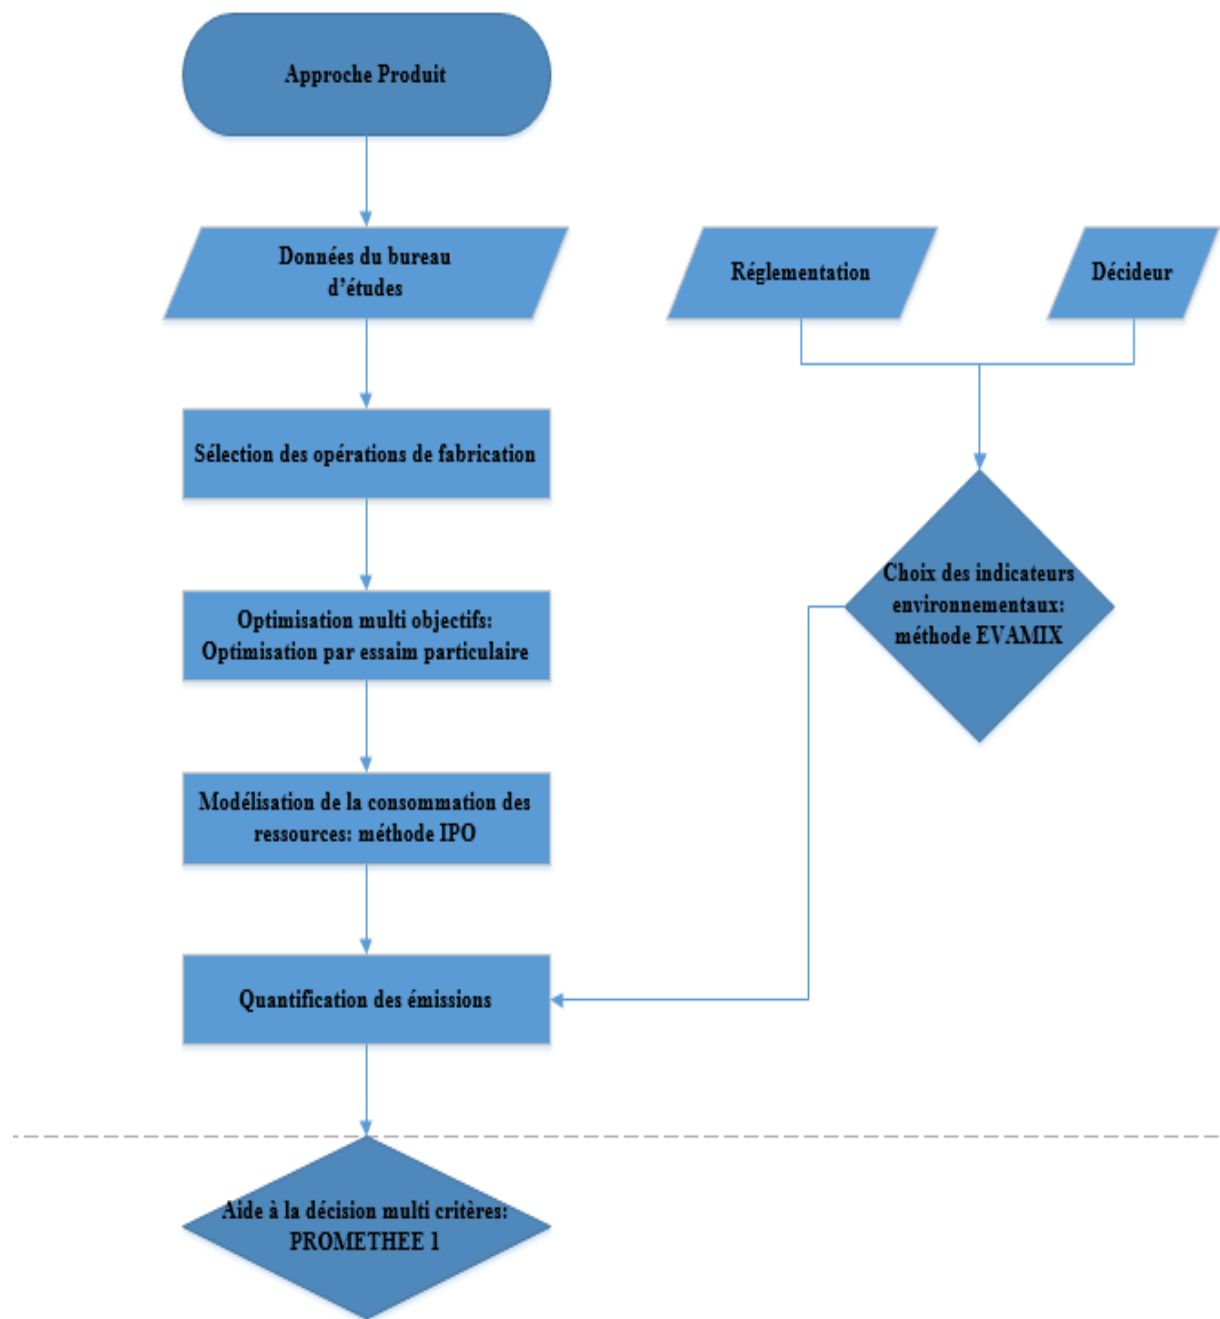 Approche Produit
Données du bureau
d'études
Réglementation
Décideur
Sélection des opérations de fabrication
Optimisation multi objectifs:
Optimisation par essaim particulaire
Choix des indicateurs
environnementaux:
méthode EVAMIX
Modélisation de la consommation des
ressources: méthode IPO
Quantification des émissions
Aide à la décision multi critères:
PROMETHEE 1